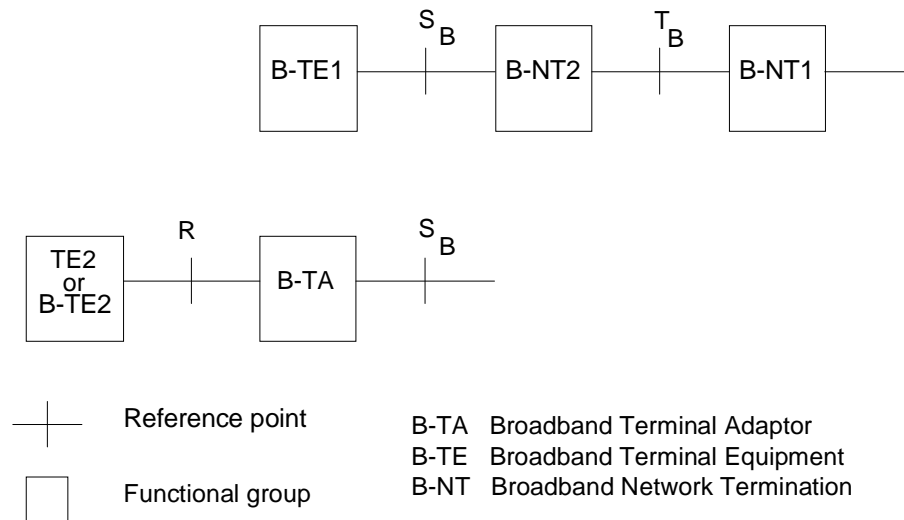 S B
T B
B-TE1
B-NT2
B-NT1
R
S B
TE2
or
B-TE2
B-TA
Reference point
Functional group
B-TA Broadband Terminal Adaptor
B-TE Broadband Terminal Equipment
B-NT Broadband Network Termination